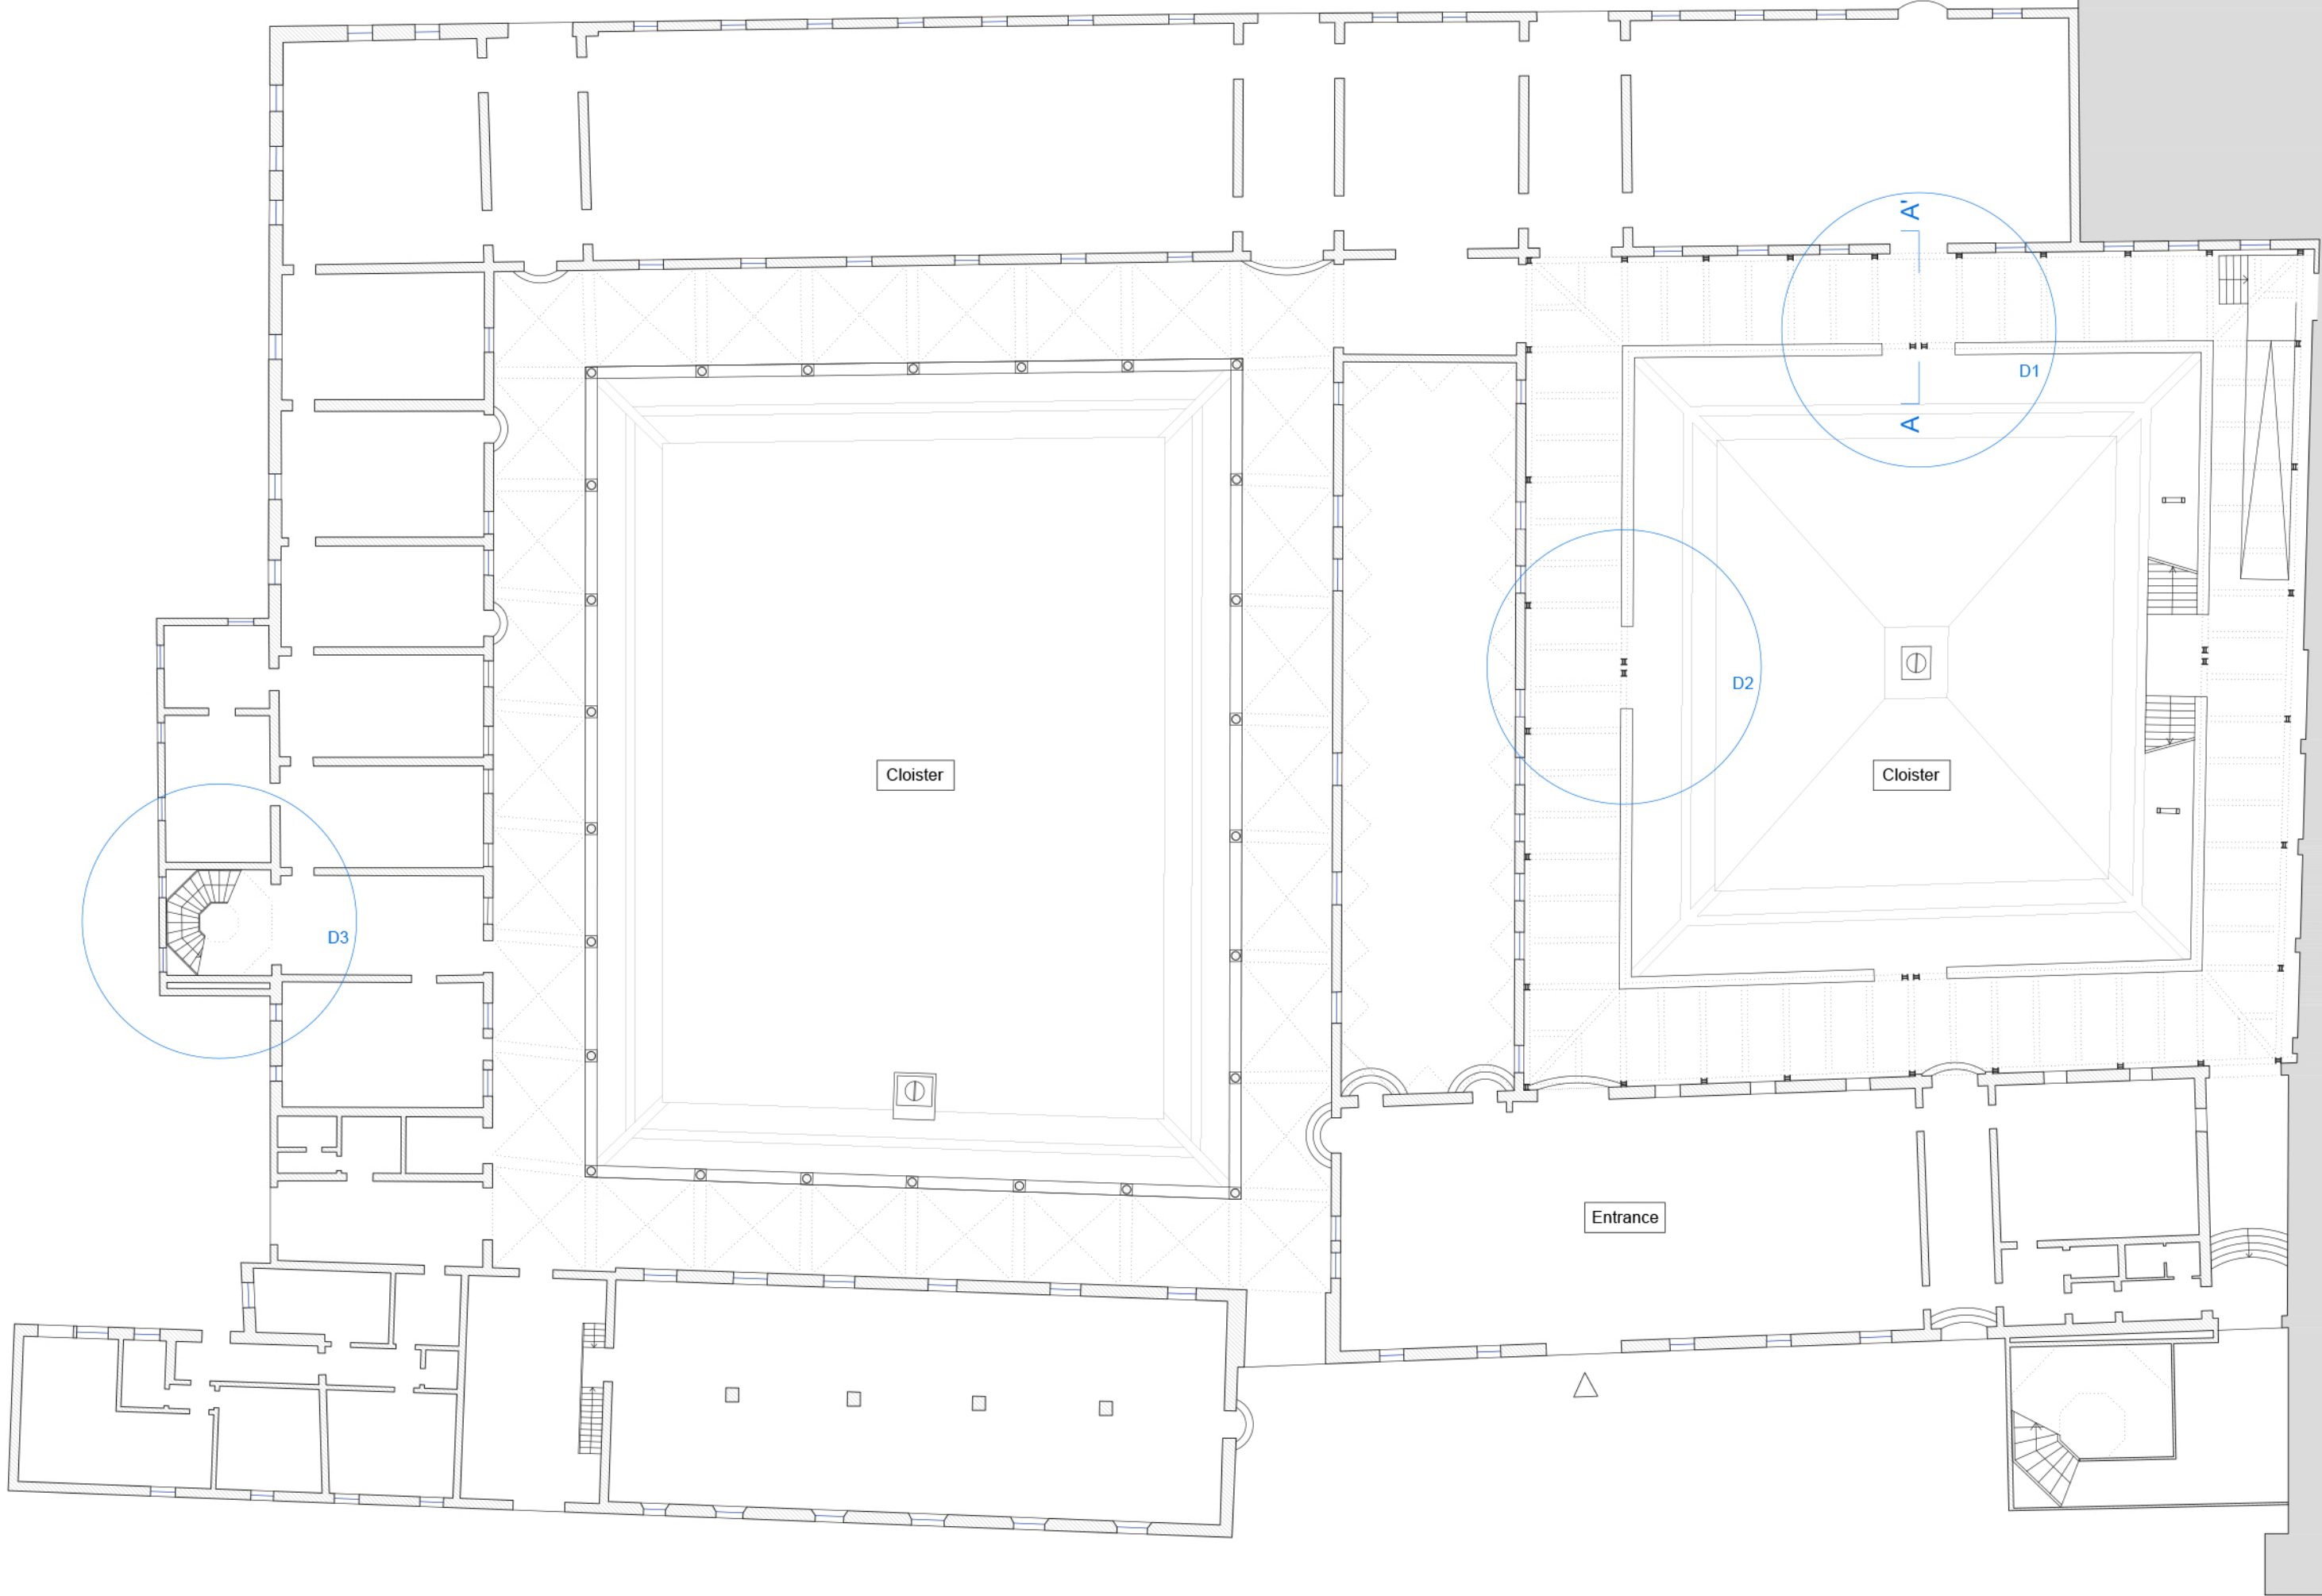 A'
D1
A
D2
Cloister
Cloister
D3
Entrance